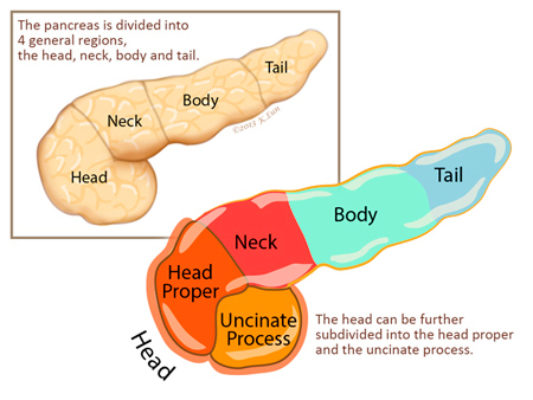 The pancreas is divided into
4 general regions,
the head, neck, body and tail.
Tail
Body
Neck
©2013 K.Lun
Head
Tail
Body
Neck
Head
Proper
Uncinate
Process
Head
The head can be further
subdivided into the head proper
and the uncinate process.